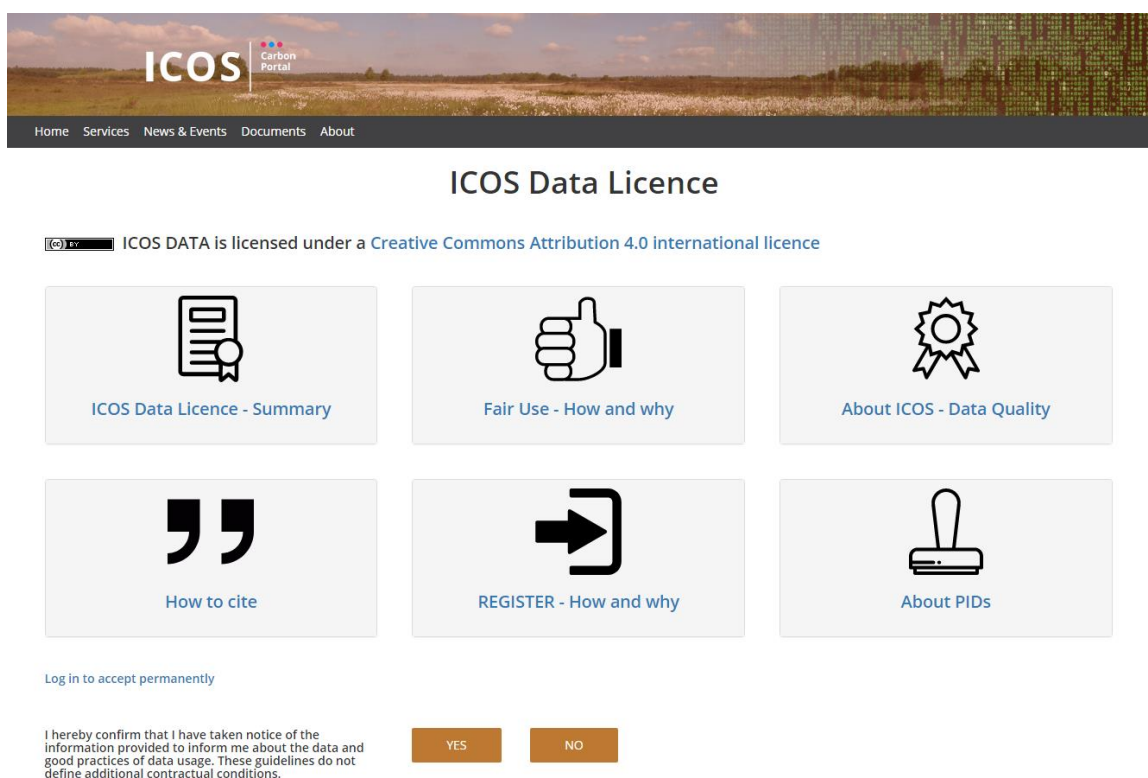 ICOS
Carbon
Portal
Home Services News & Events Documents About
ICOS Data Licence
(cc) BY ICOS DATA is licensed under a Creative Commons Attribution 4.0 international licence
ICOS Data Licence - Summary
Fair Use - How and why
About ICOS - Data Quality
How to cite
REGISTER - How and why
About PIDs
Log in to accept permanently
I hereby confirm that I have taken notice of the
information provided to inform me about the data and
good practices of data usage. These guidelines do not
define additional contractual conditions.
YES
NO